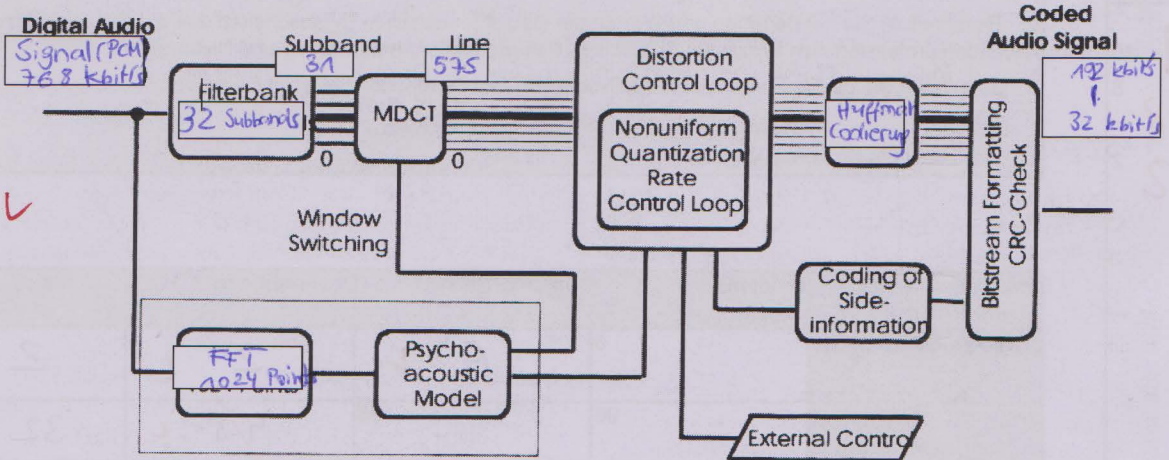 Digital Audio
Signal (PCM)
768 kbit/s
Subband
31
Line
575
Filterbank
32 Subbands
0
MDCT
0
Window
Switching
Distortion
Control Loop
Nonuniform
Quantization
Rate
Control Loop
Huffman
Codierung
Coded
Audio Signal
192 kbit/s
32 kbit/s
Bitstream Formatting
CRC-Check
Coding of
Side-
information
FFT
1024 Points
Psycho-
acoustic
Model
External Control